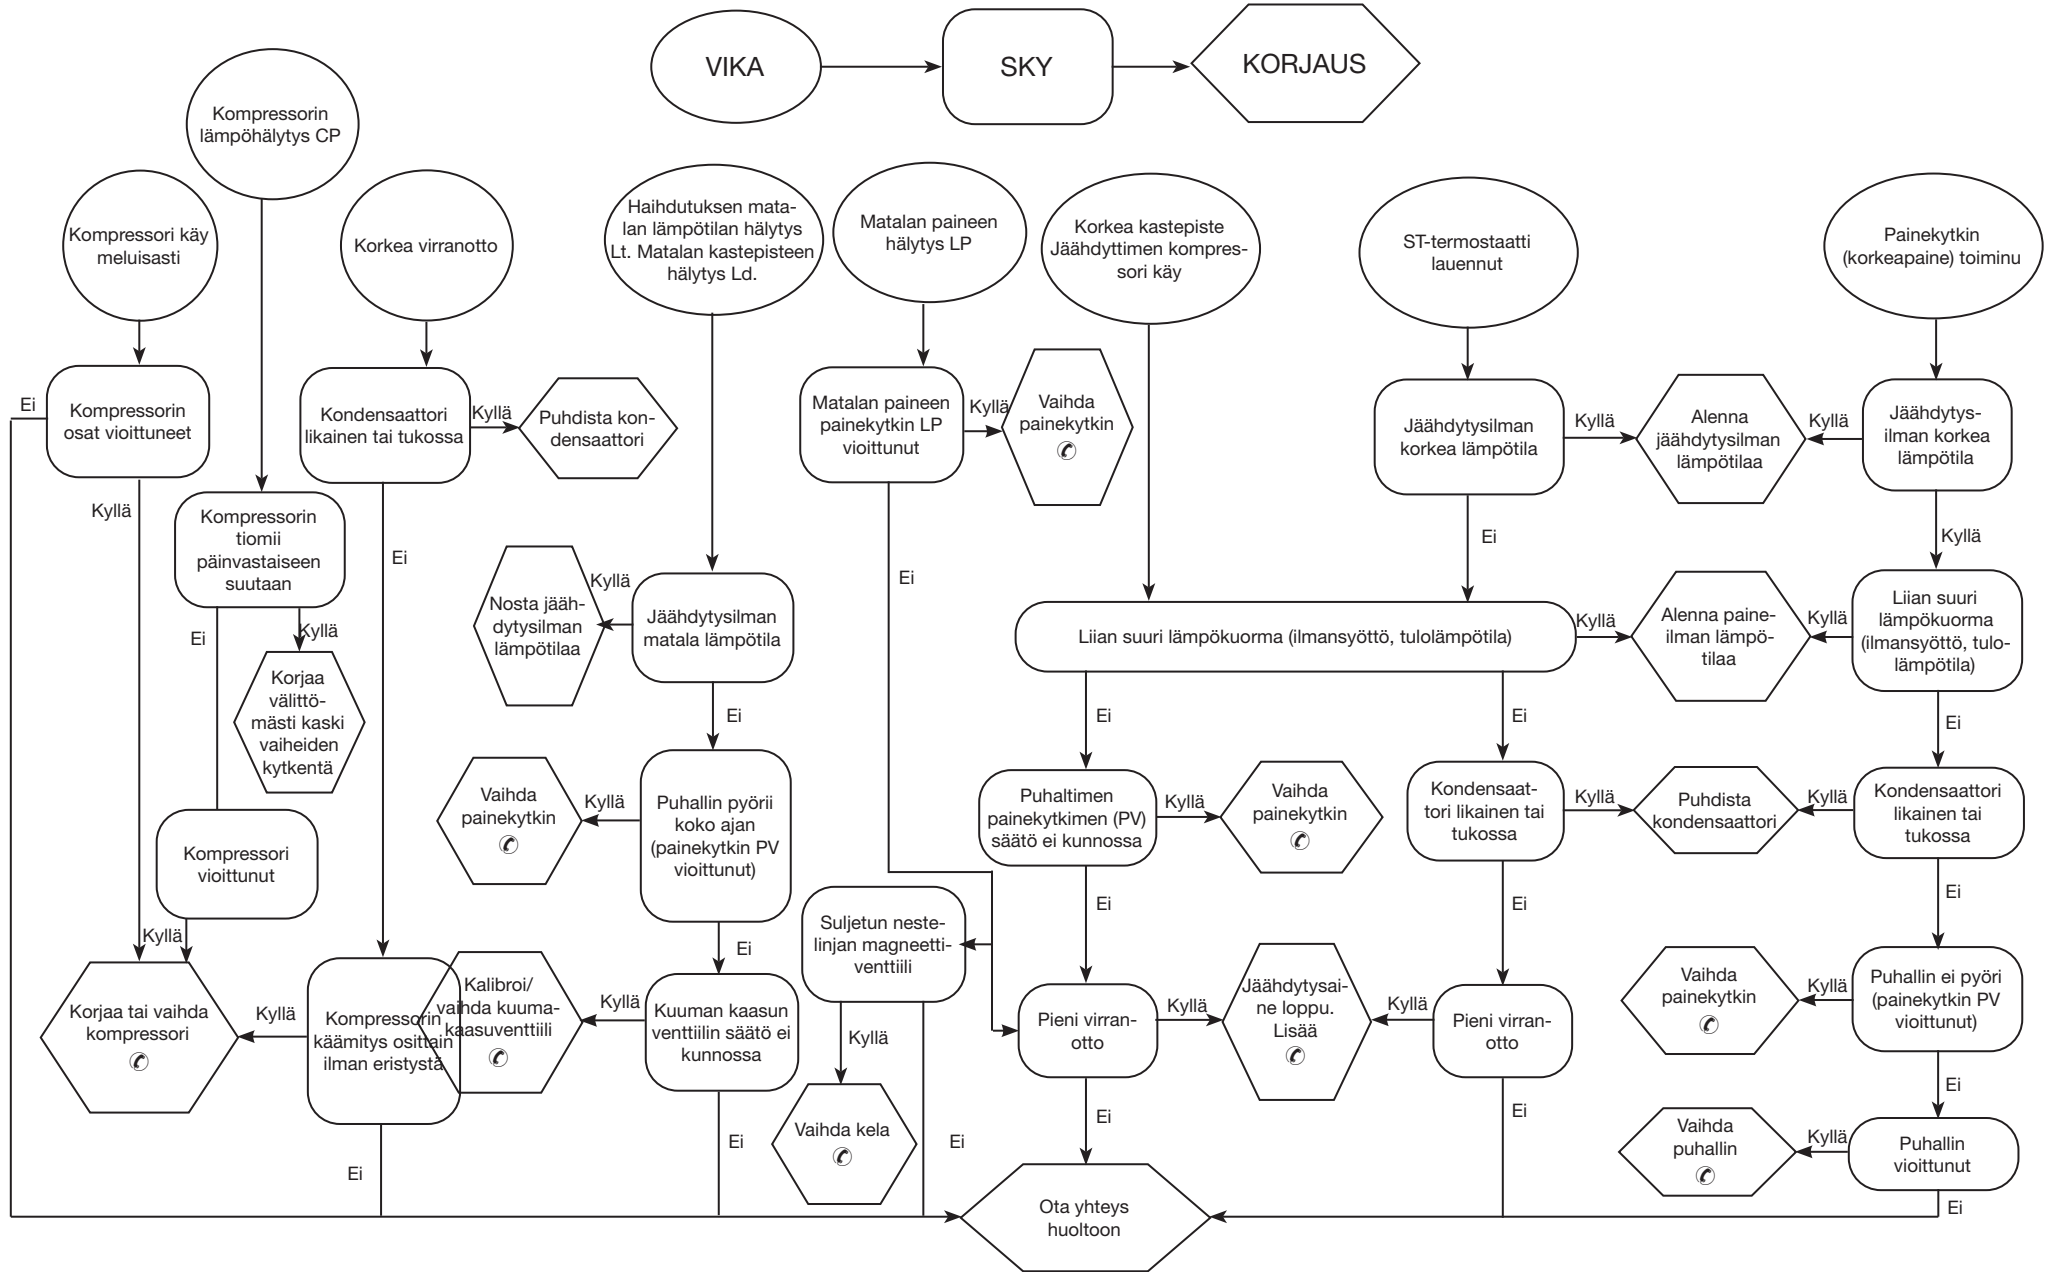 VIKA
SKY
KORJAUS
Kompressorin
lämpöhälytys CP
Kompressori käy
meluisasti
Korkea virranotto
Haihdutuksen mata-
lan lämpötilan hälytys
Lt. Matalan kastepisteen
hälytys Ld.
Matalan paineen
hälytys LP
Korkea kastepiste
Jäähdyttimen kompres-
sori käy
ST-termostaatti
lauennut
Painekytkin
(korkeapaine) toiminu
Ei
Kompressorin
osat vioittuneet
Kondensaattori
likainen tai tukossa
Kyllä
Puhdista kon-
densaattori
Matalan paineen
painekytkin LP
vioittunut
Kyllä
Vaihda
painekytkin
Jäähdytysilman
korkea lämpötila
Kyllä
Alenna
jäähdytysilman
lämpötilaa
Kyllä
Jäähdytys-
ilman korkea
lämpötila
Kyllä
Kompressorin
tiomii
päinvastaiseen
suutaan
Ei
Ei
Ei
Kyllä
Ei
Kyllä
Korjaa
välittö-
mästi kaski
vaiheiden
kytkentä
Nosta jääh-
dytysilman
lämpötilaa
Kyllä
Jäähdytysilman
matala lämpötila
Liian suuri lämpökuorma (ilmansyöttö, tulolämpötila)
Kyllä
Alenna paine-
ilman lämpö-
tilaa
Kyllä
Liian suuri
lämpökuorma
(ilmansyöttö, tulo-
lämpötila)
Ei
Ei
Ei
Ei
Kompressori
vioittunut
Vaihda
painekytkin
Kyllä
Puhallin pyörii
koko ajan
(painekytkin PV
vioittunut)
Puhaltimen
painekytkimen (PV)
säätö ei kunnossa
Kyllä
Vaihda
painekytkin
Kondensaat-
tori likainen tai
tukossa
Kyllä
Puhdista
kondensaattori
Kyllä
Kondensaattori
likainen tai
tukossa
Kyllä
Ei
Suljetun neste-
linjan magneetti-
venttiili
Ei
Ei
Ei
Korjaa tai vaihda
kompressori
Kyllä
Kompressorin
käämitys osittain
ilman eristystä
Kalibroi/
vaihda kuuma-
kaasuventtiili
Kyllä
Kuuman kaasun
venttiilin säätö ei
kunnossa
Kyllä
Pieni virran-
otto
Kyllä
Jäähdytysai-
ne loppu.
Lisää
Kyllä
Pieni virran-
otto
Vaihda
painekytkin
Kyllä
Puhallin ei pyöri
(painekytkin PV
vioittunut)
Ei
Ei
Vaihda kela
Ei
Ei
Ei
Ei
Vaihda
puhallin
Kyllä
Puhallin
vioittunut
Ota yhteys
huoltoon
Ei